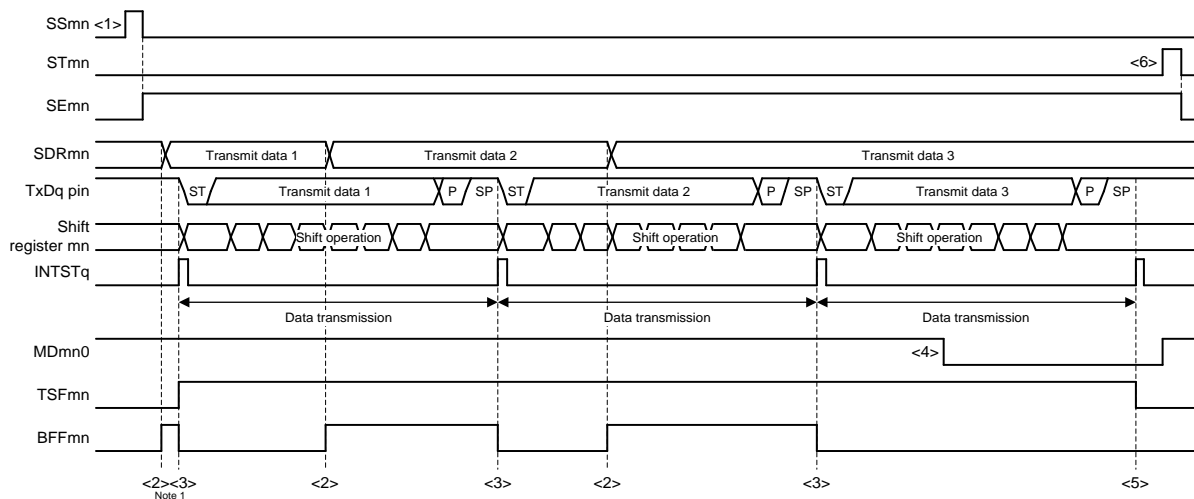 SSmn <1>
STmn <6>
SEmn
SDRmn Transmit data 1 Transmit data 2 Transmit data 3
TxDq pin ST Transmit data 1 P SP ST Transmit data 2 P SP ST Transmit data 3 P SP
Shift
register mn Shift operation Shift operation Shift operation
INTSTq
Data transmission Data transmission Data transmission
MDmn0 <4>
TSFmn
BFFmn
<2><3> <2> <3> <2> <3> <5>
Note 1